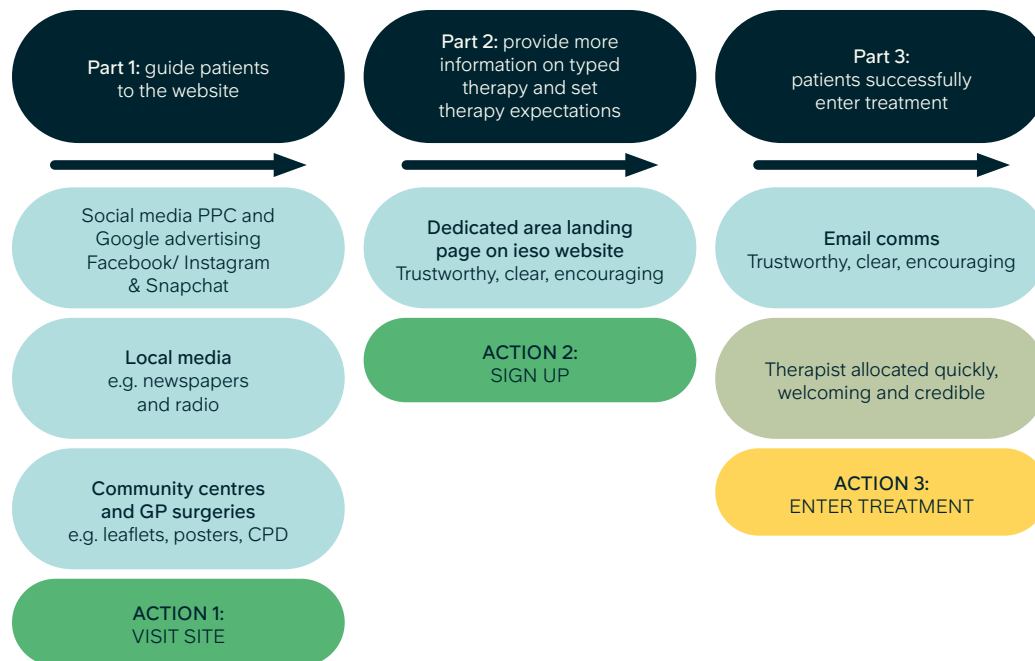 Part 1: guide patients
to the website
Social media PPC and
Google advertising
Facebook/ Instagram
& Snapchat
Local media
e.g. newspapers
and radio
Community centres
and GP surgeries
e.g. leaflets, posters, CPD
ACTION 1:
VISIT SITE
Part 2: provide more
information on typed
therapy and set
therapy expectations
Dedicated area landing
page on ieso website
Trustworthy, clear, encouraging
ACTION 2:
SIGN UP
Part 3:
patients successfully
enter treatment
Email comms
Trustworthy, clear, encouraging
Therapist allocated quickly,
welcoming and credible
ACTION 3:
ENTER TREATMENT